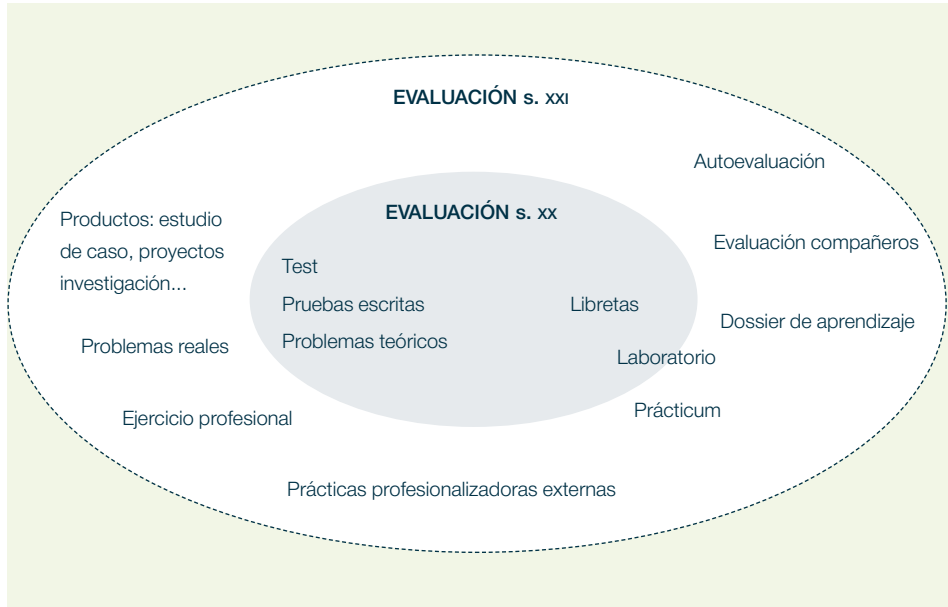 EVALUACIÓN s. XXI
Autoevaluación
Productos: estudio
de caso, proyectos
investigación...
EVALUACIÓN s. XX
Evaluación compañeros
Test
Pruebas escritas
Libretas
Dossier de aprendizaje
Problemas reales
Problemas teóricos
Laboratorio
Ejercicio profesional
Prácticum
Prácticas profesionalizadoras externas